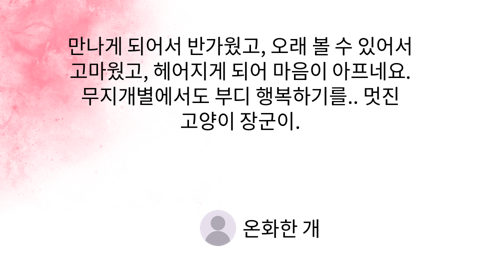 만나게 되어서 반가웠고, 오래 볼 수 있어서
고마웠고, 헤어지게 되어 마음이 아프네요.
무지개별에서도 부디 행복하기를.. 멋진
고양이 장군이.
온화한 개